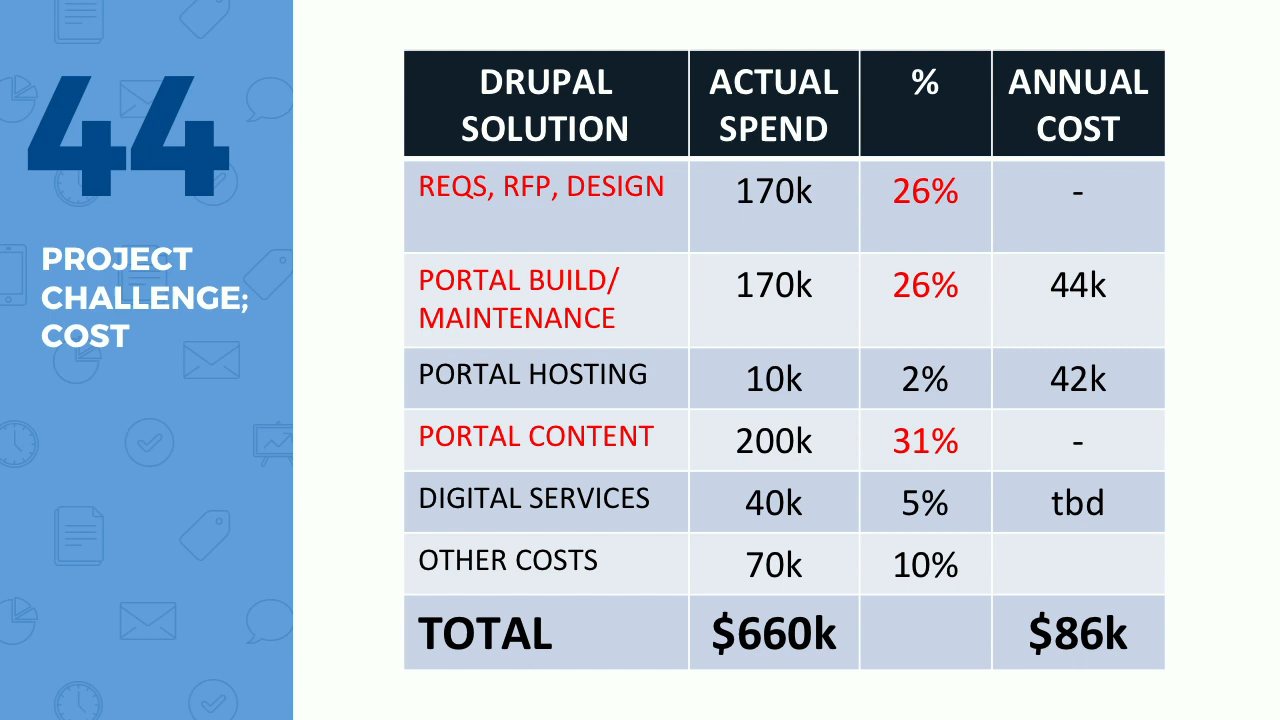 44
PROJECT
CHALLENGE;
COST
DRUPAL SOLUTION ACTUAL SPEND % ANNUAL COST
REQS, RFP, DESIGN 170k 26% -
PORTAL BUILD/ MAINTENANCE 170k 26% 44k
PORTAL HOSTING 10k 2% 42k
PORTAL CONTENT 200k 31% -
DIGITAL SERVICES 40k 5% tbd
OTHER COSTS 70k 10%
TOTAL $660k $86k